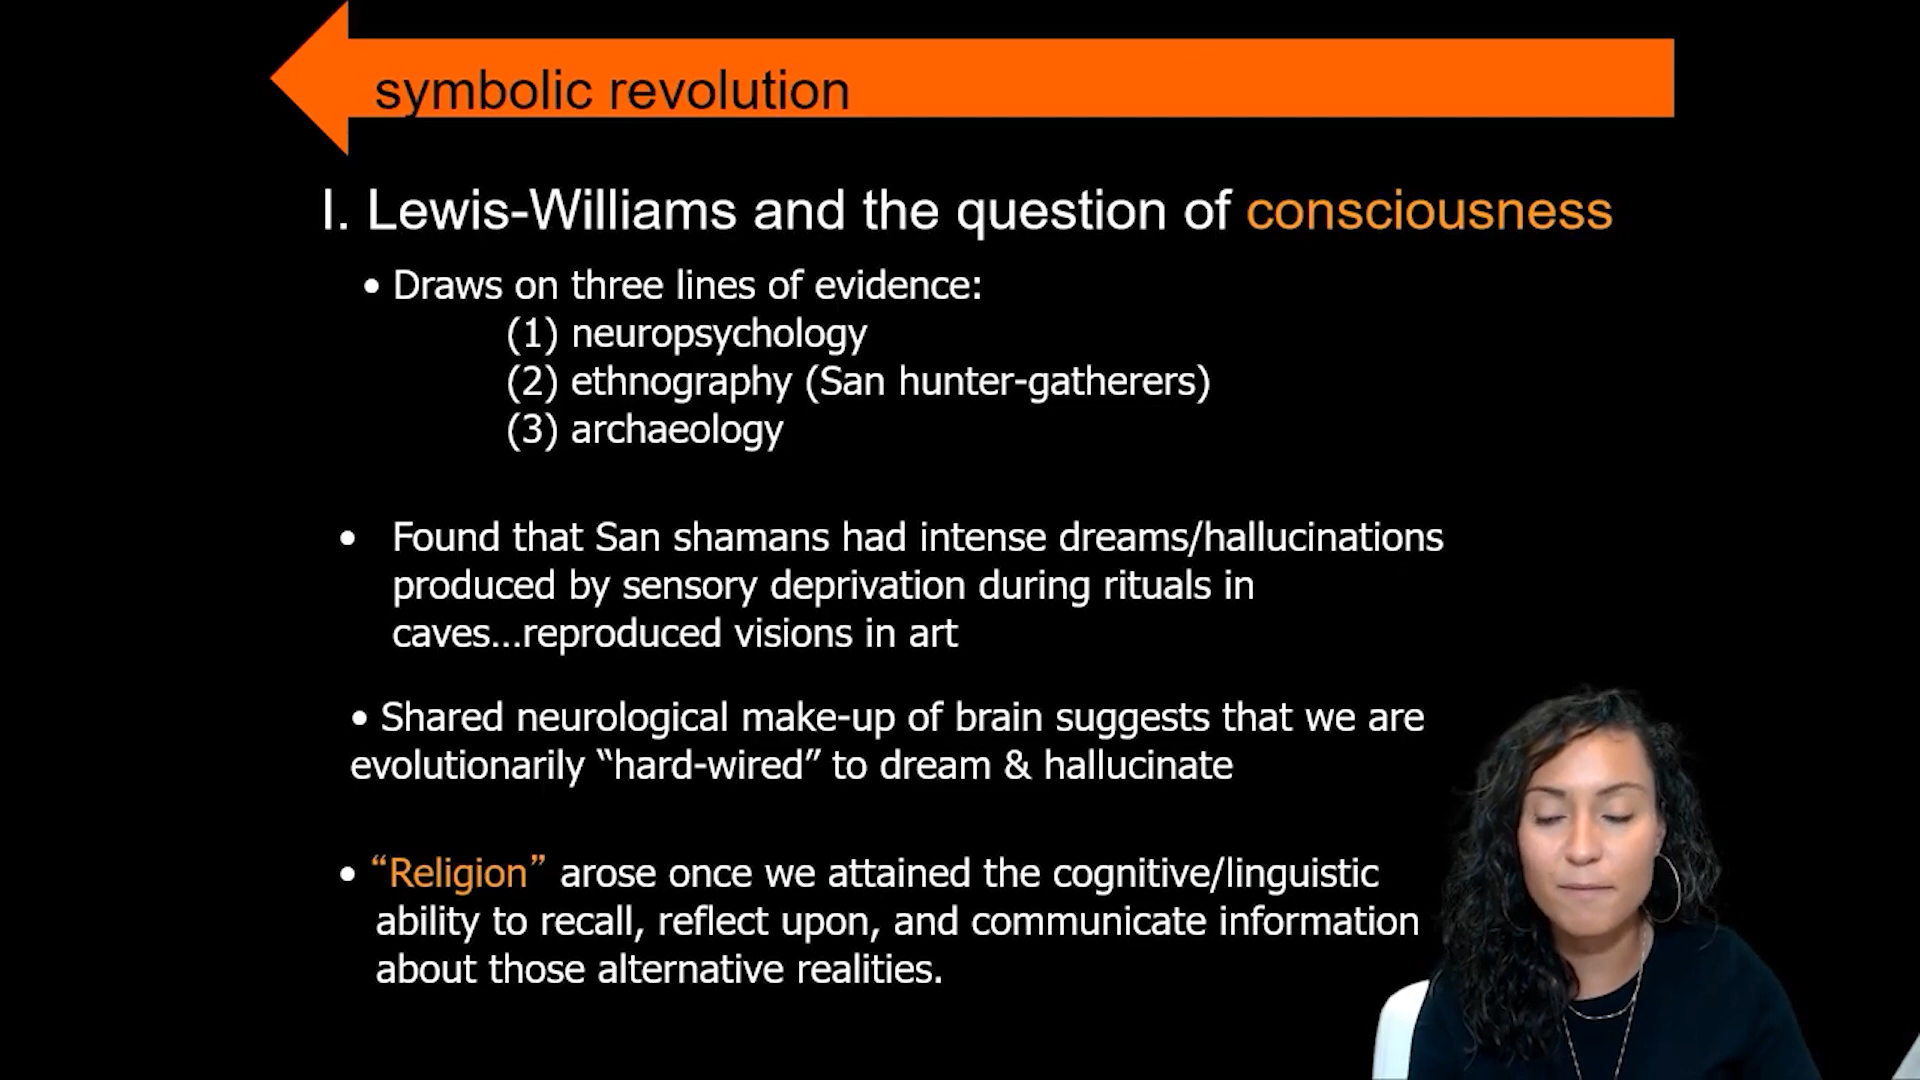 symbolic revolution
I. Lewis-Williams and the question of consciousness
• Draws on three lines of evidence:
(1) neuropsychology
(2) ethnography (San hunter-gatherers)
(3) archaeology
• Found that San shamans had intense dreams/hallucinations
produced by sensory deprivation during rituals in
caves…reproduced visions in art
• Shared neurological make-up of brain suggests that we are
evolutionarily “hard-wired” to dream & hallucinate
• “Religion” arose once we attained the cognitive/linguistic
ability to recall, reflect upon, and communicate information
about those alternative realities.